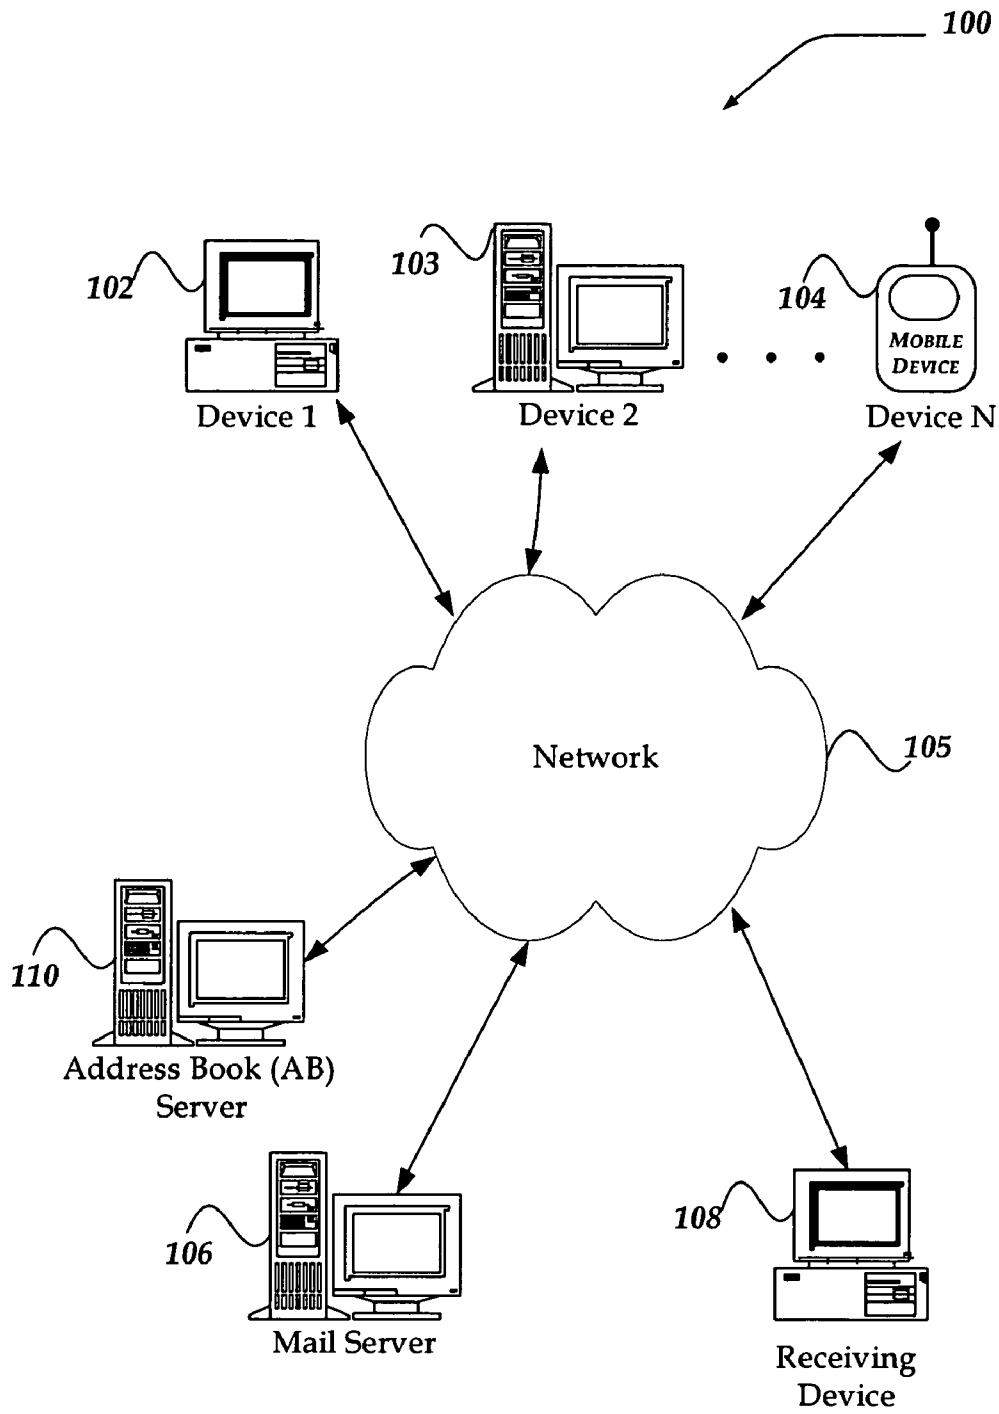 100
102
103
104
MOBILE
DEVICE
Device 1
Device 2
Device N
Network
105
110
Address Book (AB)
Server
106
Mail Server
108
Receiving
Device